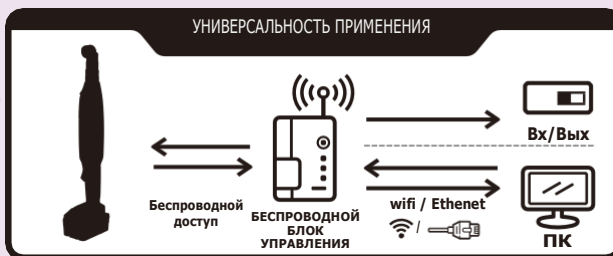 УНИВЕРСАЛЬНОСТЬ ПРИМЕНЕНИЯ
Вх/Вых
Беспроводной
доступ
БЕСПРОВОДНОЙ
БЛОК
УПРАВЛЕНИЯ
wifi / Ethenet
/
ПК